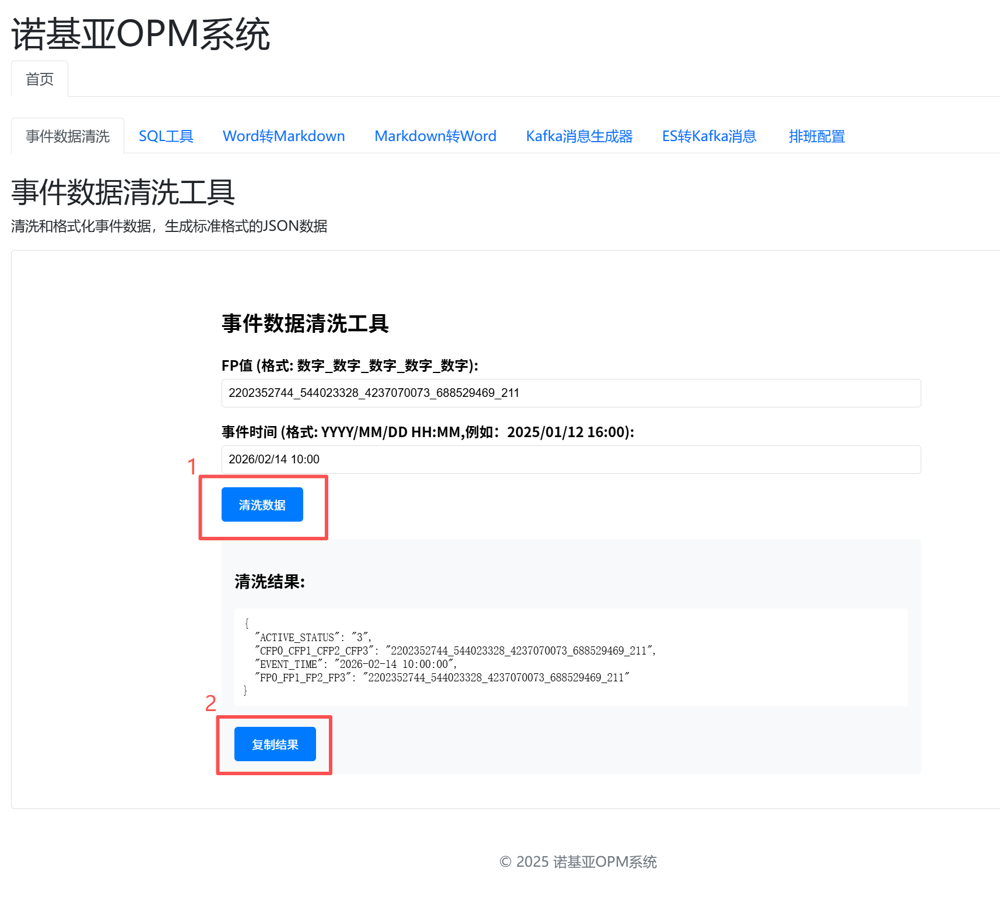 诺基亚OPM系统
首页
事件数据清洗 SQL工具 Word转Markdown Markdown转Word Kafka消息生成器 ES转Kafka消息 排班配置
事件数据清洗工具
清洗和格式化事件数据，生成标准格式的JSON数据
事件数据清洗工具
FP值 (格式: 数字_数字_数字_数字_数字):
2202352744_544023328_4237070073_688529469_211
事件时间 (格式: YYYY/MM/DD HH:MM,例如：2025/01/12 16:00):
2026/02/14 10:00
1
清洗数据
清洗结果:
{
"ACTIVE_STATUS": "3",
"CFP0_CFP1_CFP2_CFP3": "2202352744_544023328_4237070073_688529469_211",
"EVENT_TIME": "2026-02-14 10:00:00",
"FP0_FP1_FP2_FP3": "2202352744_544023328_4237070073_688529469_211"
}
2
复制结果
© 2025 诺基亚OPM系统